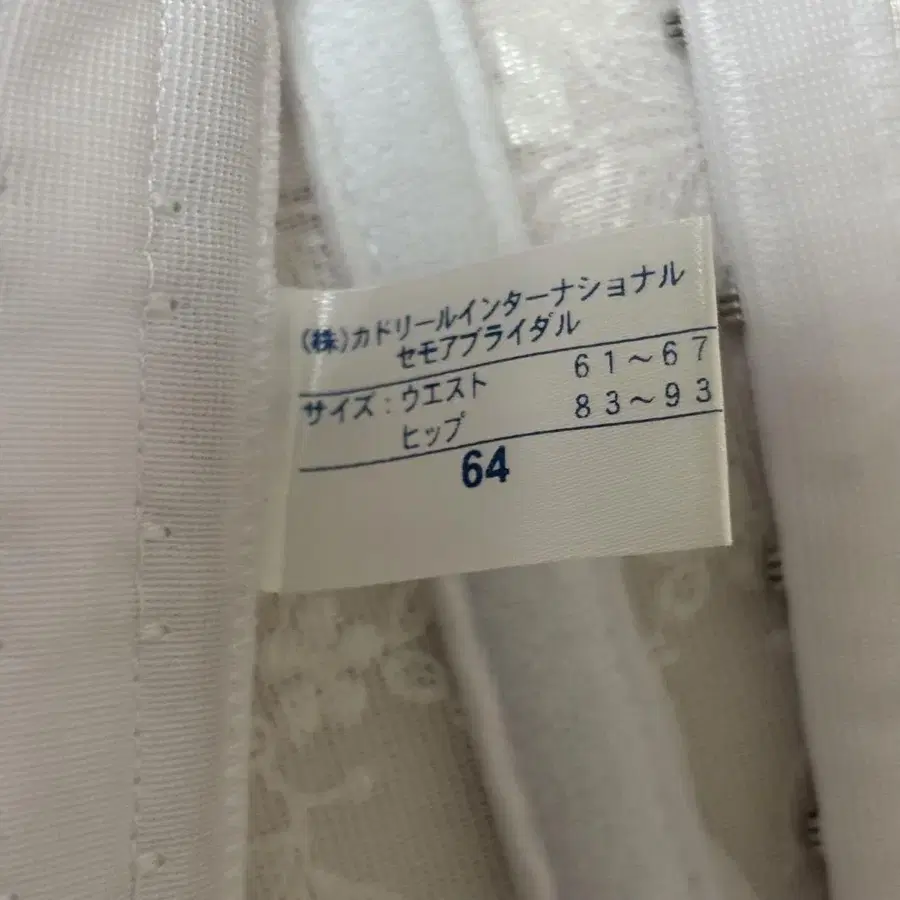 (株)カドリールインターナショナル
セモアブライダル
サイズ:ウエスト 61～67
ヒップ 83～93
64